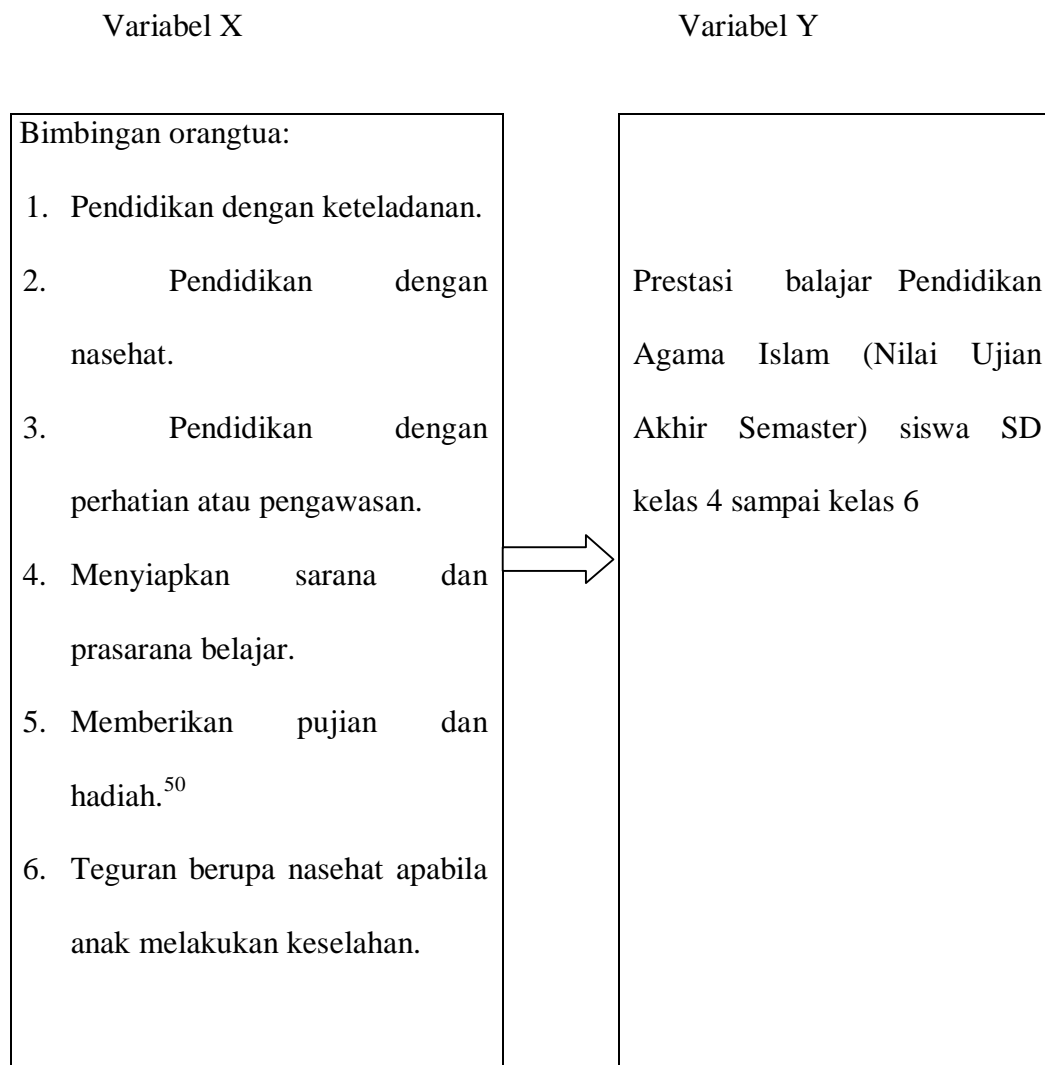 Variabel X
Variabel Y
Bimbingan orangtua:
1. Pendidikan dengan keteladanan.
2. Pendidikan dengan
nasehat.
3. Pendidikan dengan
perhatian atau pengawasan.
4. Menyiapkan sarana dan
prasarana belajar.
5. Memberikan pujian dan
hadiah.50
6. Teguran berupa nasehat apabila
anak melakukan keselahan.
Prestasi balajar Pendidikan
Agama Islam (Nilai Ujian
Akhir Semaster) siswa SD
kelas 4 sampai kelas 6